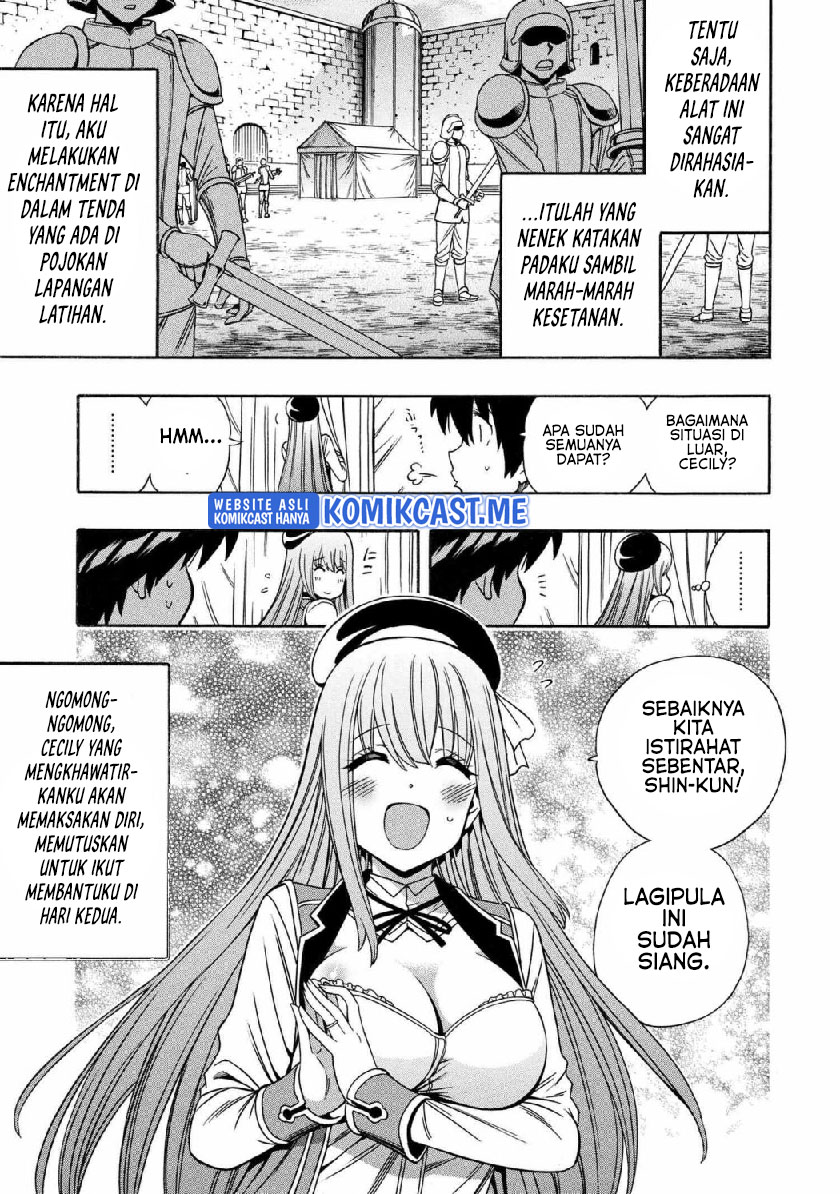 TENTU
SAJA,
KEBERADAAN
ALAT INI
SANGAT
DIRAHASIA-
KAN.
...ITULAH YANG
NENEK KATAKAN
PADAKU SAMBIL
MARAH-MARAH
KESETANAN.
KARENA HAL
ITU, AKU
MELAKUKAN
ENCHANTMENT DI
DALAM TENDA
YANG ADA DI
POJOKAN
LAPANGAN
LATIHAN.
BAGAIMANA
SITUASI DI
LUAR,
CECILY?
APA SUDAH
SEMUANYA
DAPAT?
HMM...
.........
WEBSITE ASLI
KOMIKCAST HANYA
KOMIKCAST.ME
.........
SEBAIKNYA
KITA
ISTIRAHAT
SEBENTAR,
SHIN-KUN!
LAGIPULA
INI
SUDAH
SIANG.
NGOMONG-
NGOMONG,
CECILY YANG
MENGKHAWATIR-
KANKU AKAN
MEMAKSAKAN DIRI,
MEMUTUSKAN
UNTUK IKUT
MEMBANTUKU DI
HARI KEDUA.